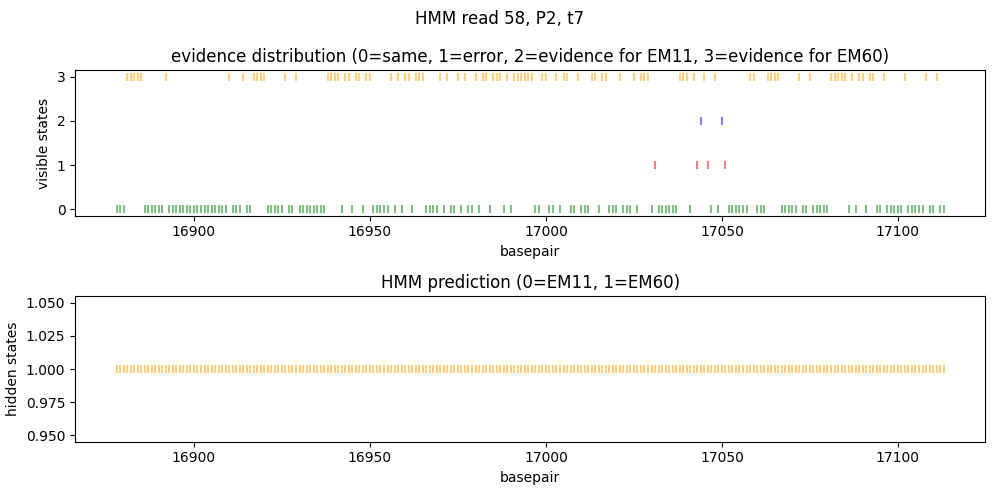 HMM read 58, P2, t7
evidence distribution (0=same, 1=error, 2=evidence for EM11, 3=evidence for EM60)
visible states
3
2
1
0
16900 16950 17000 17050 17100
basepair
HMM prediction (0=EM11, 1=EM60)
hidden states
1.050
1.025
1.000
0.975
0.950
16900 16950 17000 17050 17100
basepair